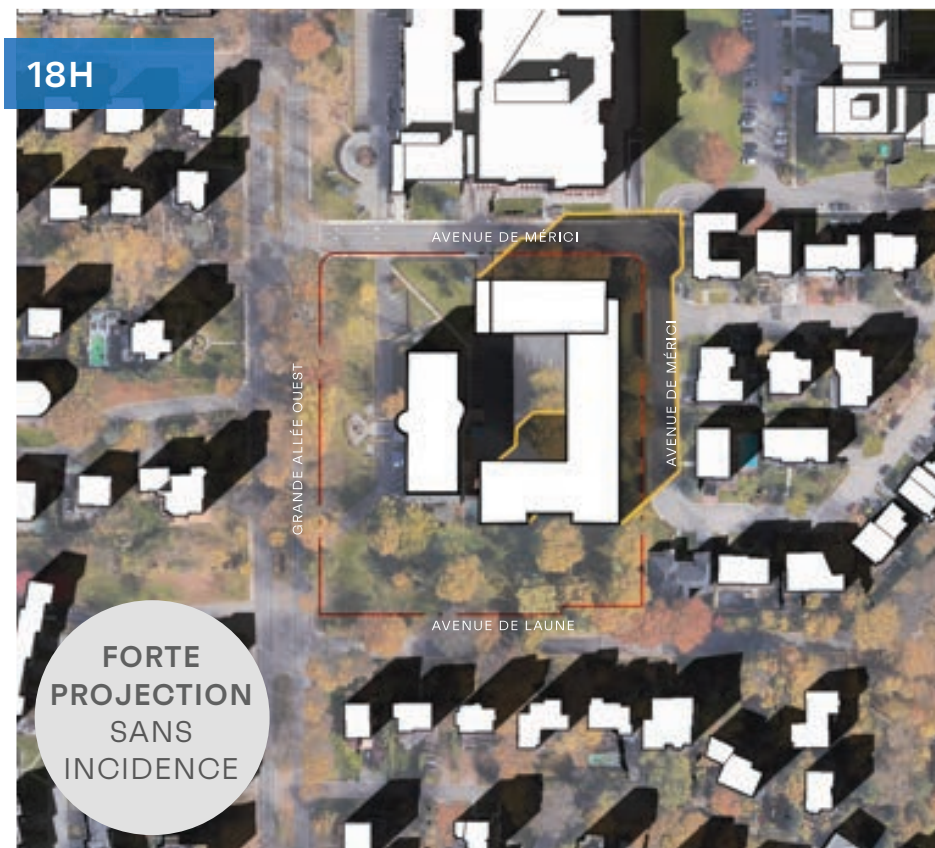 18H
AVENUE DE MÉRICI
AVENUE DE MÉRICI
GRANDE ALLÉE OUEST
AVENUE DE LAUNE
FORTE
PROJECTION
SANS
INCIDENCE